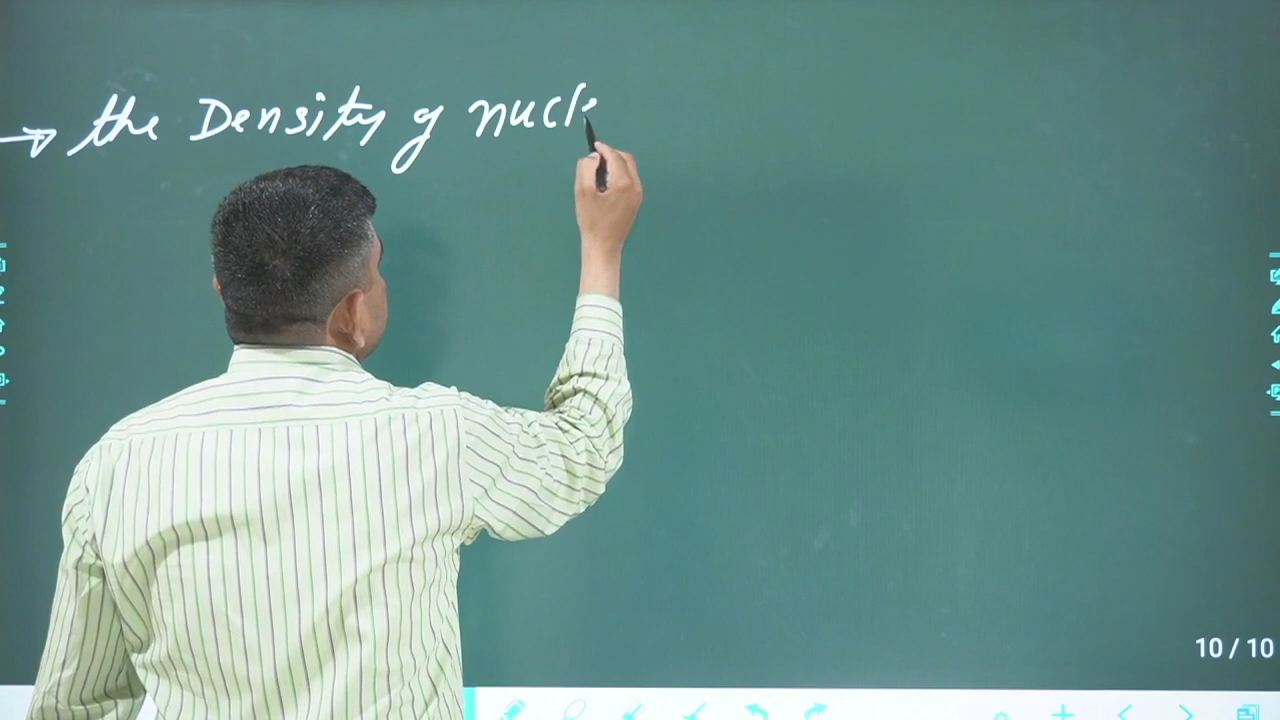 → the Density of nucl
10 / 10